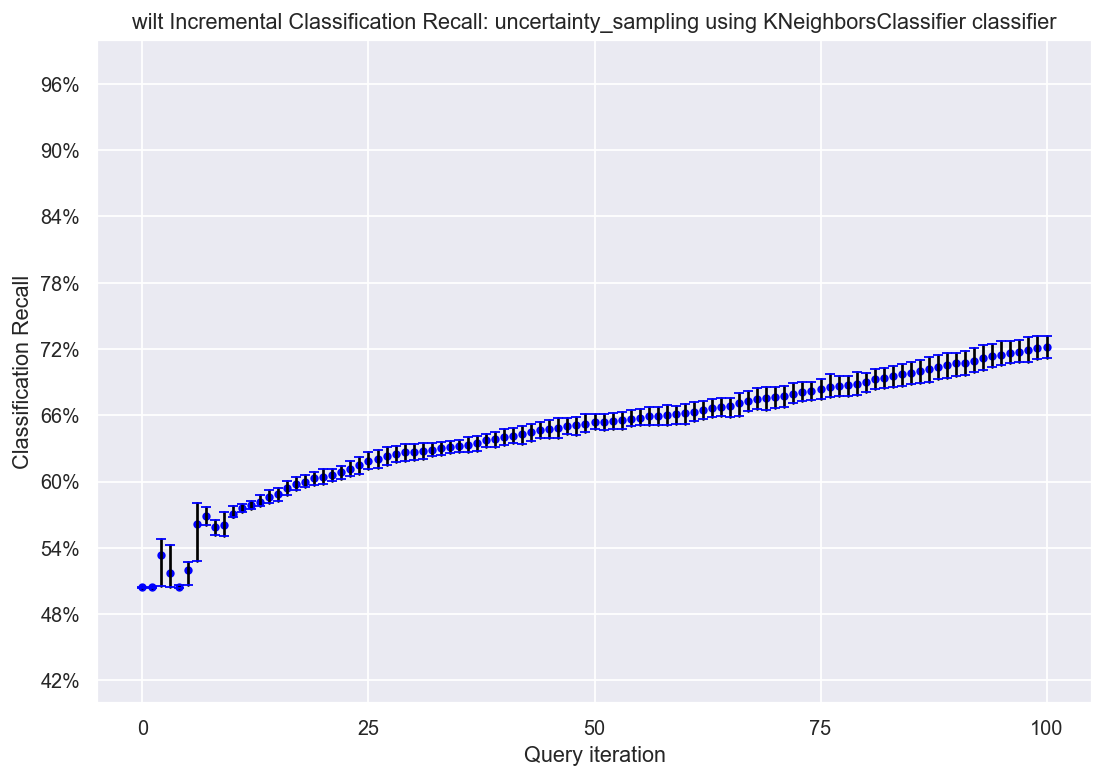 wilt Incremental Classification Recall: uncertainty_sampling using KNeighborsClassifier classifier
96%
90%
84%
78%
72%
66%
60%
54%
48%
42%
Classification Recall
0 25 50 75 100
Query iteration